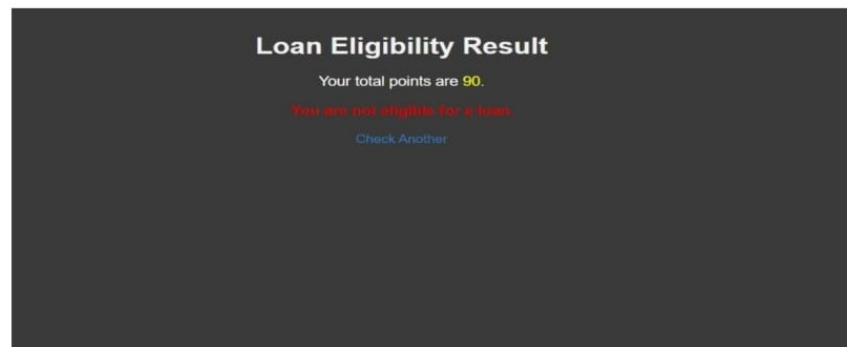 Loan Eligibility Result
Your total points are 90.
You are not eligible for a loan.
Check Another